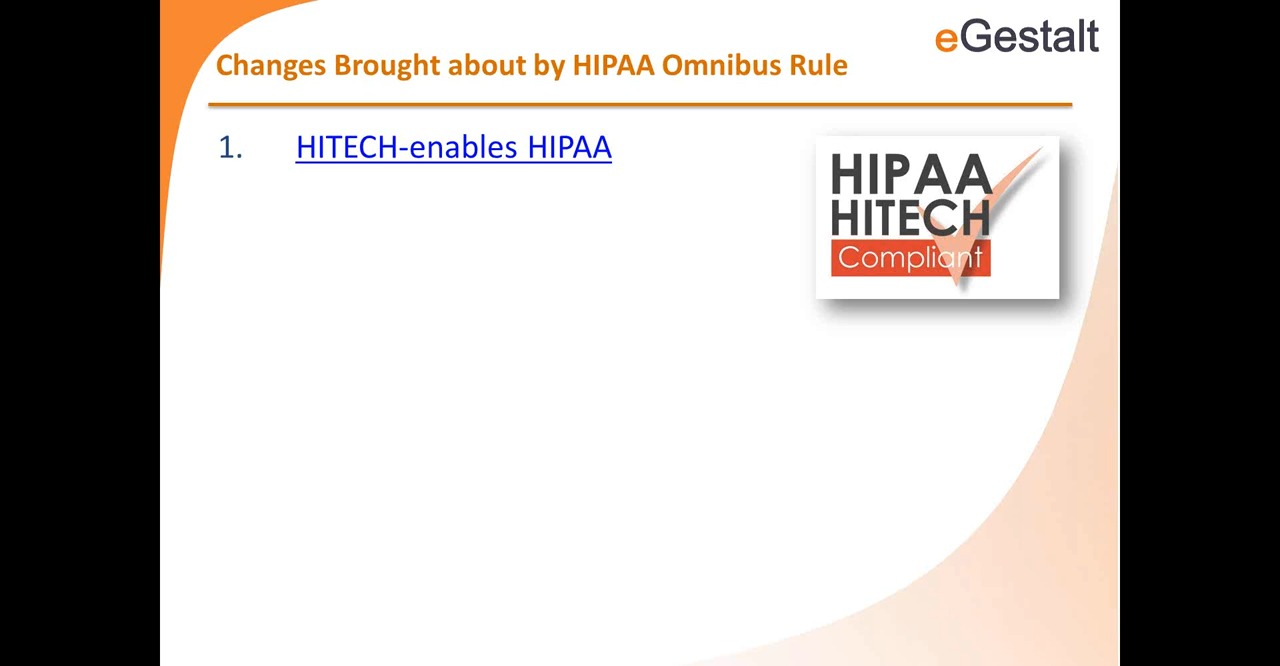 eGestalt
Changes Brought about by HIPAA Omnibus Rule
1. HITECH-enables HIPAA
HIPAA
HITECH
Compliant